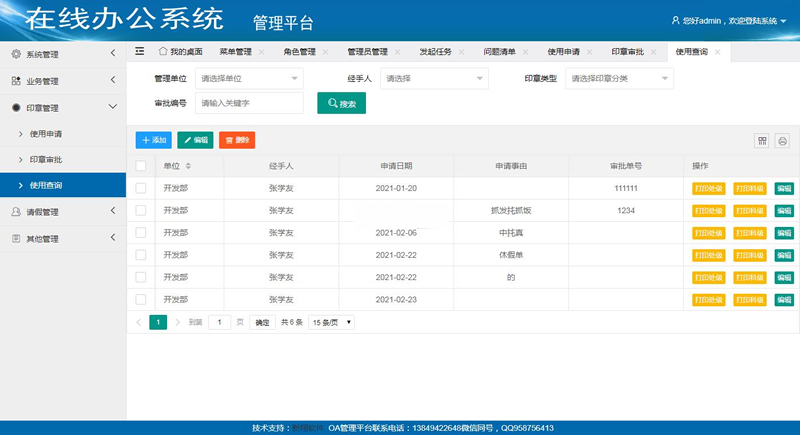 在线办公系统 管理平台
您好admin，欢迎登陆系统
系统管理
业务管理
印章管理
使用申请
印章审批
使用查询
请假管理
其他管理
我的桌面 菜单管理 角色管理 管理员管理 发起任务 问题清单 使用申请 印章审批 使用查询
管理单位 请选择单位 经手人 请选择 印章类型 请选择印章分类
审批编号 请输入关键字 搜索
添加 编辑 删除
单位 经手人 申请日期 申请事由 审批单号 操作
开发部 张学友 2021-01-20 111111 打印处级 打印科级 编辑
开发部 张学友 抓发扥抓饭 1234 打印处级 打印科级 编辑
开发部 张学友 2021-02-06 中扥真 打印处级 打印科级 编辑
开发部 张学友 2021-02-22 休假单 打印处级 打印科级 编辑
开发部 张学友 2021-02-22 的 打印处级 打印科级 编辑
开发部 张学友 2021-02-23 打印处级 打印科级 编辑
1 到第 1 页 确定 共 6 条 15 条/页
技术支持： OA管理平台联系电话：13849422648微信同号，QQ958756413